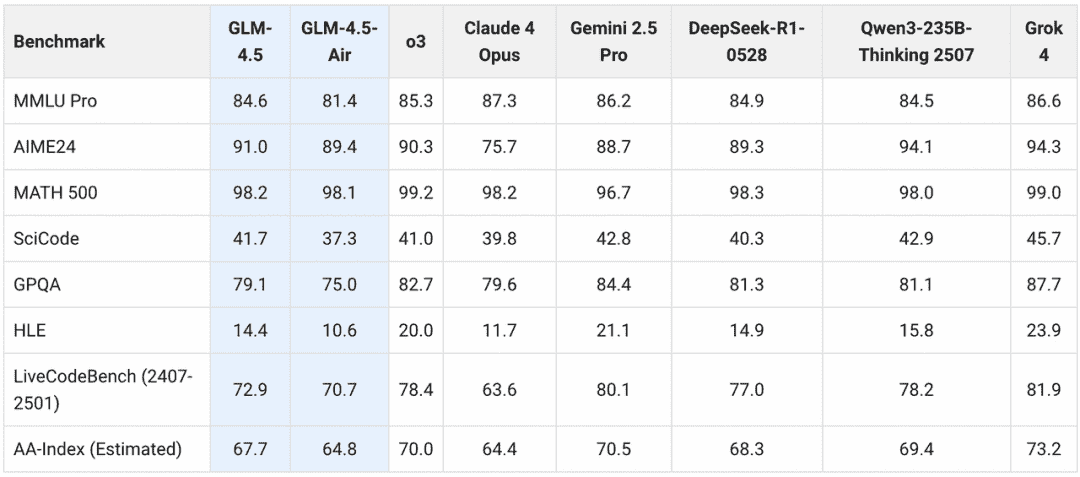 Benchmark GLM-4.5 GLM-4.5-Air o3 Claude 4 Opus Gemini 2.5 Pro DeepSeek-R1-0528 Qwen3-235B-Thinking 2507 Grok 4
MMLU Pro 84.6 81.4 85.3 87.3 86.2 84.9 84.5 86.6
AIME24 91.0 89.4 90.3 75.7 88.7 89.3 94.1 94.3
MATH 500 98.2 98.1 99.2 98.2 96.7 98.3 98.0 99.0
SciCode 41.7 37.3 41.0 39.8 42.8 40.3 42.9 45.7
GPQA 79.1 75.0 82.7 79.6 84.4 81.3 81.1 87.7
HLE 14.4 10.6 20.0 11.7 21.1 14.9 15.8 23.9
LiveCodeBench (2407-2501) 72.9 70.7 78.4 63.6 80.1 77.0 78.2 81.9
AA-Index (Estimated) 67.7 64.8 70.0 64.4 70.5 68.3 69.4 73.2